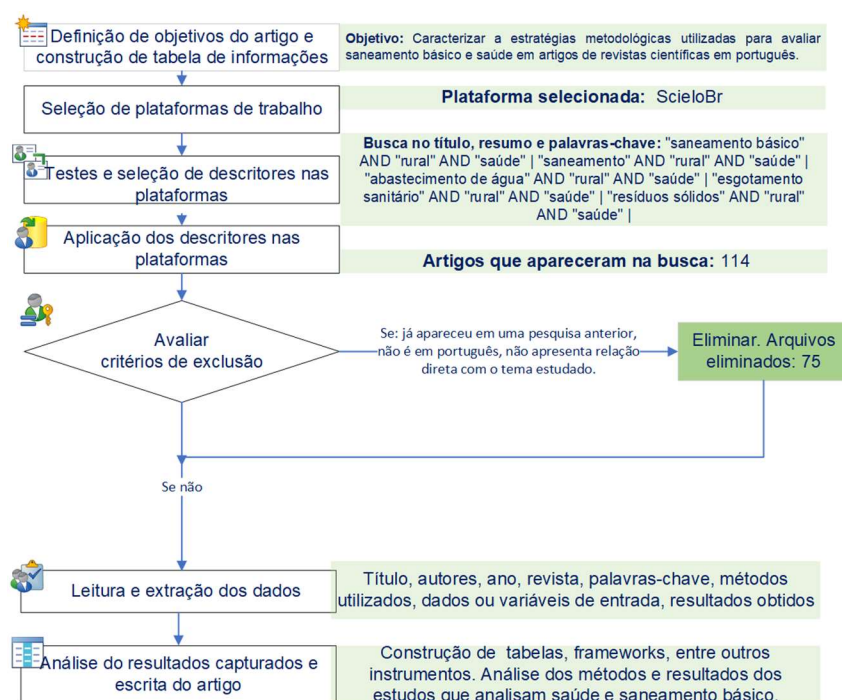 Definição de objetivos do artigo e
construção de tabela de informações
Objetivo: Caracterizar a estratégias metodológicas utilizadas para avaliar
saneamento básico e saúde em artigos de revistas científicas em português.
Seleção de plataformas de trabalho
Plataforma selecionada: ScieloBr
Testes e seleção de descritores nas
plataformas
Busca no título, resumo e palavras-chave: "saneamento básico"
AND "rural" AND "saúde" | "saneamento" AND "rural" AND "saúde" |
"abastecimento de água" AND "rural" AND "saúde" | "esgotamento
sanitário" AND "rural" AND "saúde" | "resíduos sólidos" AND "rural"
AND "saúde" |
Aplicação dos descritores nas
plataformas
Artigos que apareceram na busca: 114
Avaliar
critérios de exclusão
Se: já apareceu em uma pesquisa anterior,
não é em português, não apresenta relação
direta com o tema estudado.
Eliminar. Arquivos
eliminados: 75
Se não
Leitura e extração dos dados
Título, autores, ano, revista, palavras-chave, métodos
utilizados, dados ou variáveis de entrada, resultados obtidos
Análise do resultados capturados e
escrita do artigo
Construção de tabelas, frameworks, entre outros
instrumentos. Análise dos métodos e resultados dos
estudos que analisam saúde e saneamento básico.